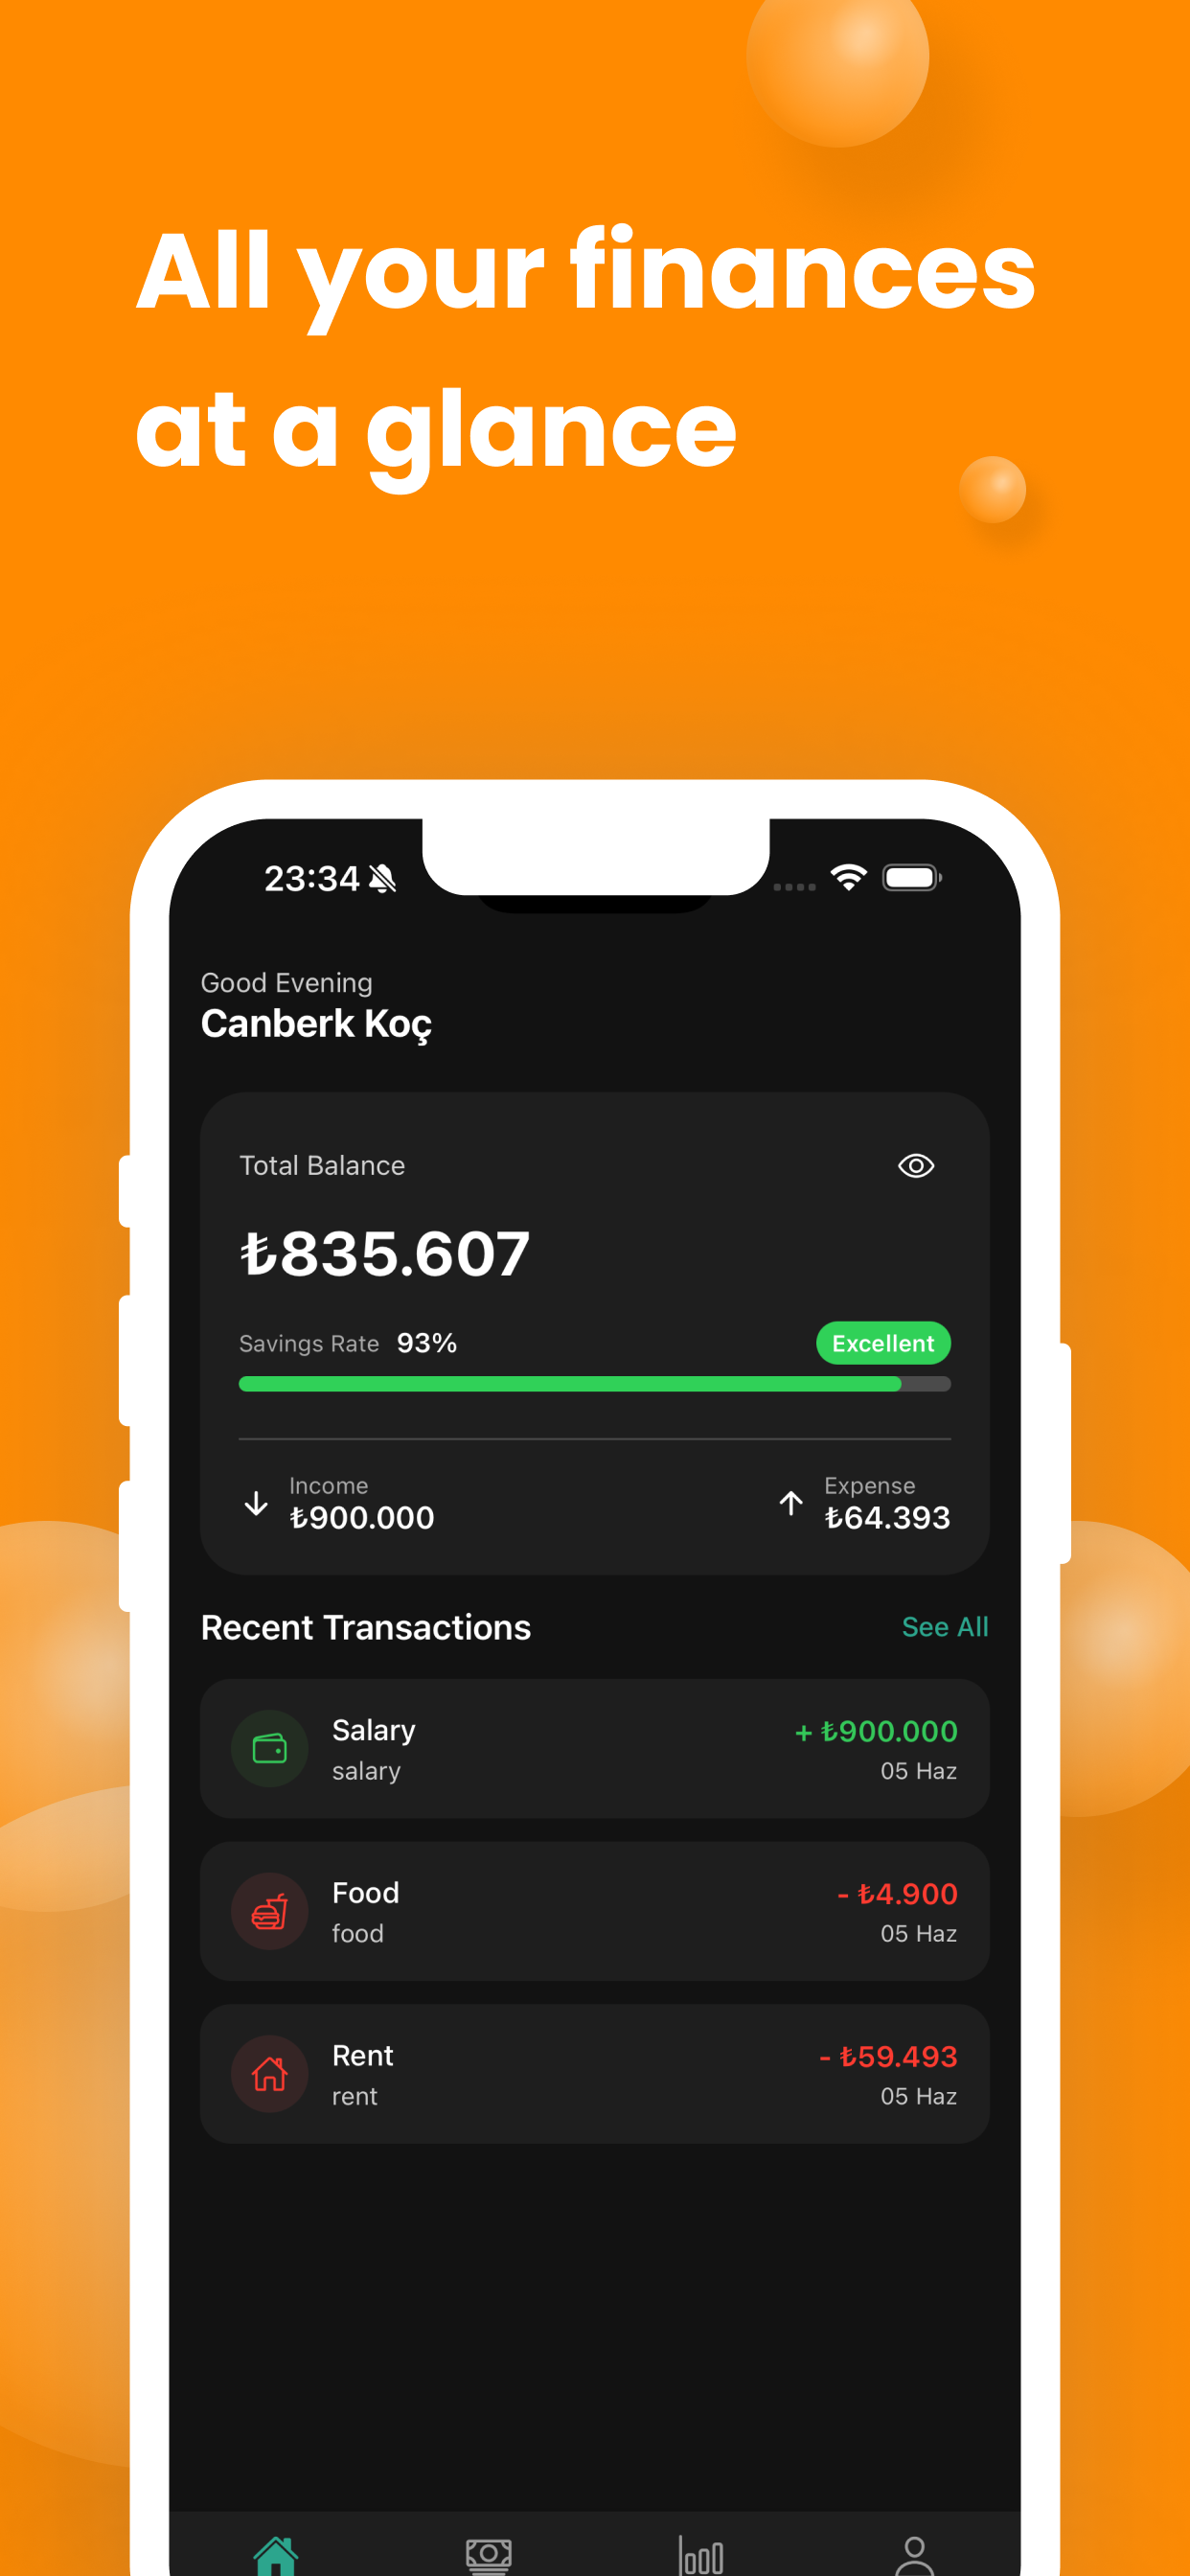 All your finances
at a glance
23:34
Good Evening
Canberk Koç
Total Balance
₺835.607
Savings Rate 93% Excellent
Income Expense
₺900.000 ₺64.393
Recent Transactions See All
Salary + ₺900.000
salary 05 Haz
Food - ₺4.900
food 05 Haz
Rent - ₺59.493
rent 05 Haz